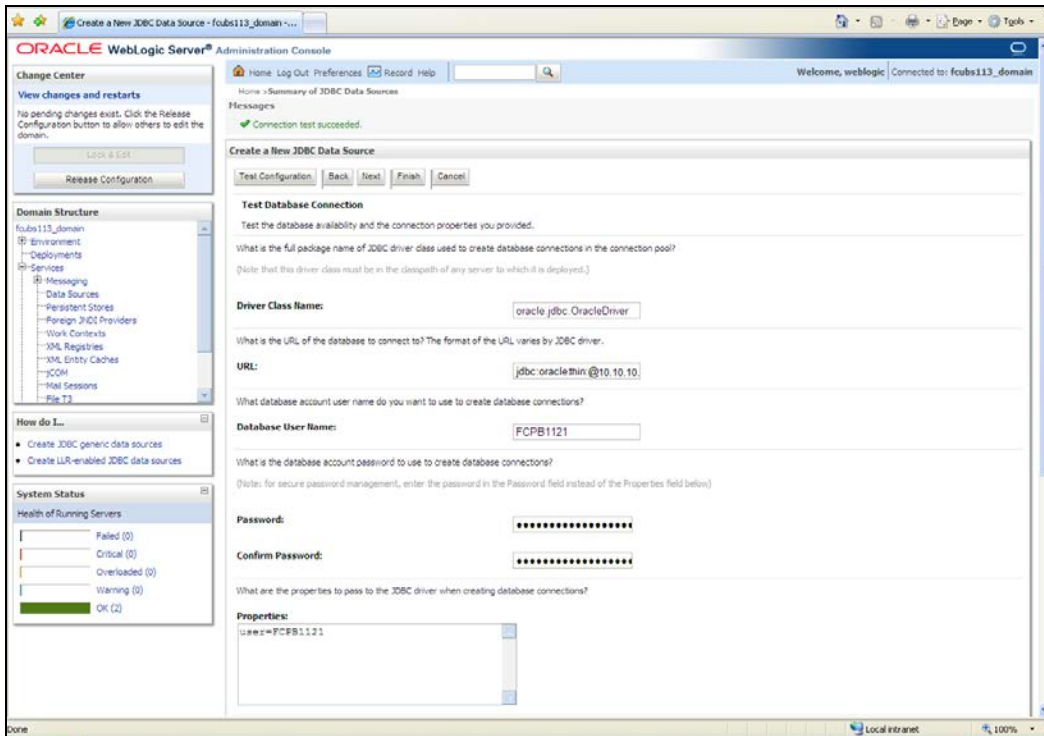 Create a New JDBC Data Source - fcubs113_domain -...
Page
Tools
ORACLE WebLogic Server® Administration Console
Change Center
View changes and restarts
No pending changes exist. Click the Release
Configuration button to allow others to edit the
domain.
Lock & Edit
Release Configuration
Domain Structure
fcubs113_domain
Environment
Deployments
Services
Messaging
Data Sources
Persistent Stores
Foreign JNDI Providers
Work Contexts
XML Registries
XML Entity Caches
jCOM
Mail Sessions
File T3
How do I...
Create JDBC generic data sources
Create LLR-enabled JDBC data sources
System Status
Health of Running Servers
Failed (0)
Critical (0)
Overloaded (0)
Warning (0)
OK (2)
Home Log Out Preferences Record Help
Welcome, weblogic Connected to: fcubs113_domain
Home >Summary of JDBC Data Sources
Messages
Connection test succeeded.
Create a New JDBC Data Source
Test Configuration Back Next Finish Cancel
Test Database Connection
Test the database availability and the connection properties you provided.
What is the full package name of JDBC driver class used to create database connections in the connection pool?
(Note that this driver class must be in the classpath of any server to which it is deployed.)
Driver Class Name: oracle.jdbc.OracleDriver
What is the URL of the database to connect to? The format of the URL varies by JDBC driver.
URL: jdbc:oracle:thin:@10.10.10.
What database account user name do you want to use to create database connections?
Database User Name: FCPB1121
What is the database account password to use to create database connections?
(Note: for secure password management, enter the password in the Password field instead of the Properties field below)
Password: ••••••••••••••••••
Confirm Password: ••••••••••••••••••
What are the properties to pass to the JDBC driver when creating database connections?
Properties:
user=FCPB1121
Done
Local intranet
100%